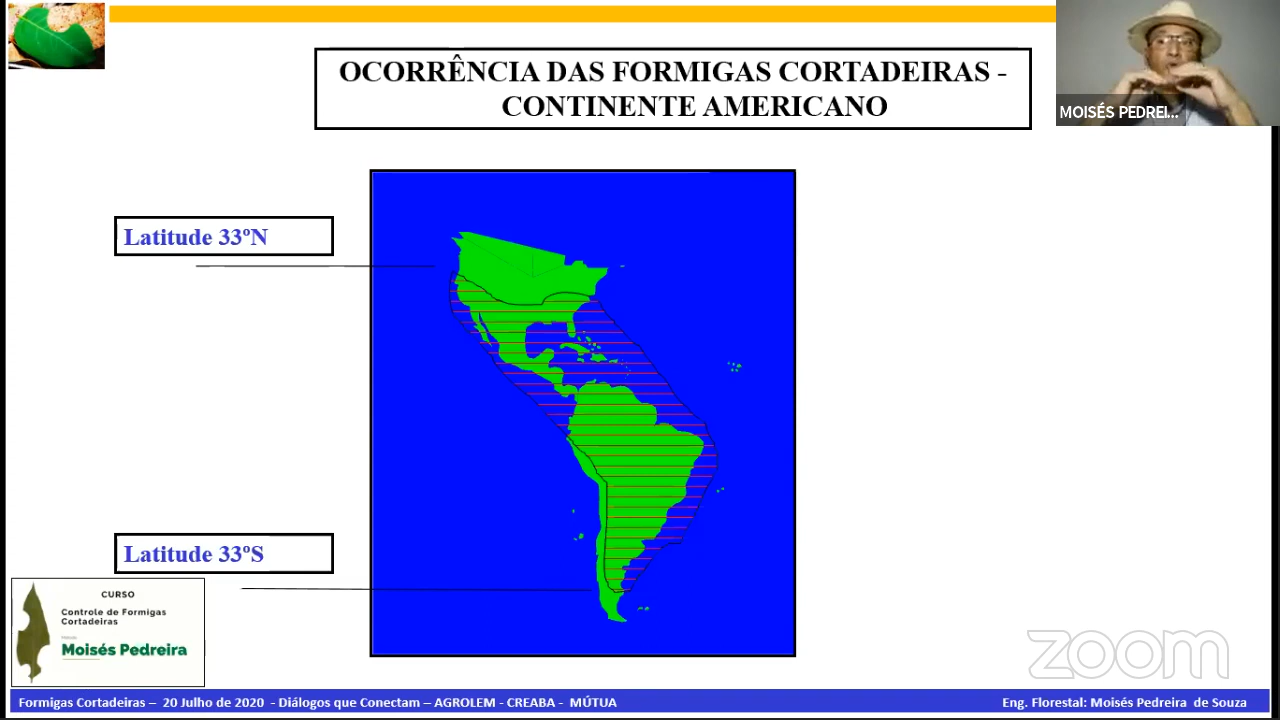 OCORRÊNCIA DAS FORMIGAS CORTADEIRAS -
CONTINENTE AMERICANO
MOISÉS PEDREI...
Latitude 33ºN
Latitude 33ºS
CURSO
Controle de Formigas
Cortadeiras
Moisés Pedreira
zoom
Formigas Cortadeiras – 20 Julho de 2020 - Diálogos que Conectam – AGROLEM - CREABA - MÚTUA
Eng. Florestal: Moisés Pedreira de Souza